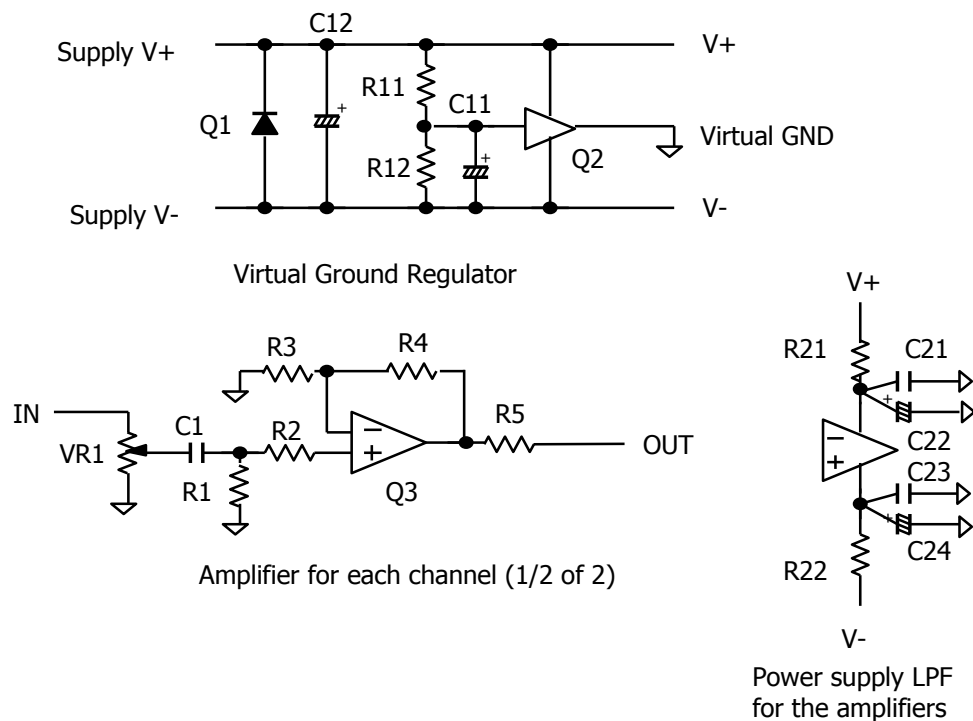 C12
Supply V+
V+
R11
C11
Q1
+
+
Virtual GND
R12
Q2
Supply V-
V-
Virtual Ground Regulator
V+
R3
R4
R21
C21
IN
C1
R2
R5
+
VR1
−
+
OUT
−
+
C22
R1
Q3
C23
+
R22
C24
Amplifier for each channel (1/2 of 2)
V-
Power supply LPF
for the amplifiers